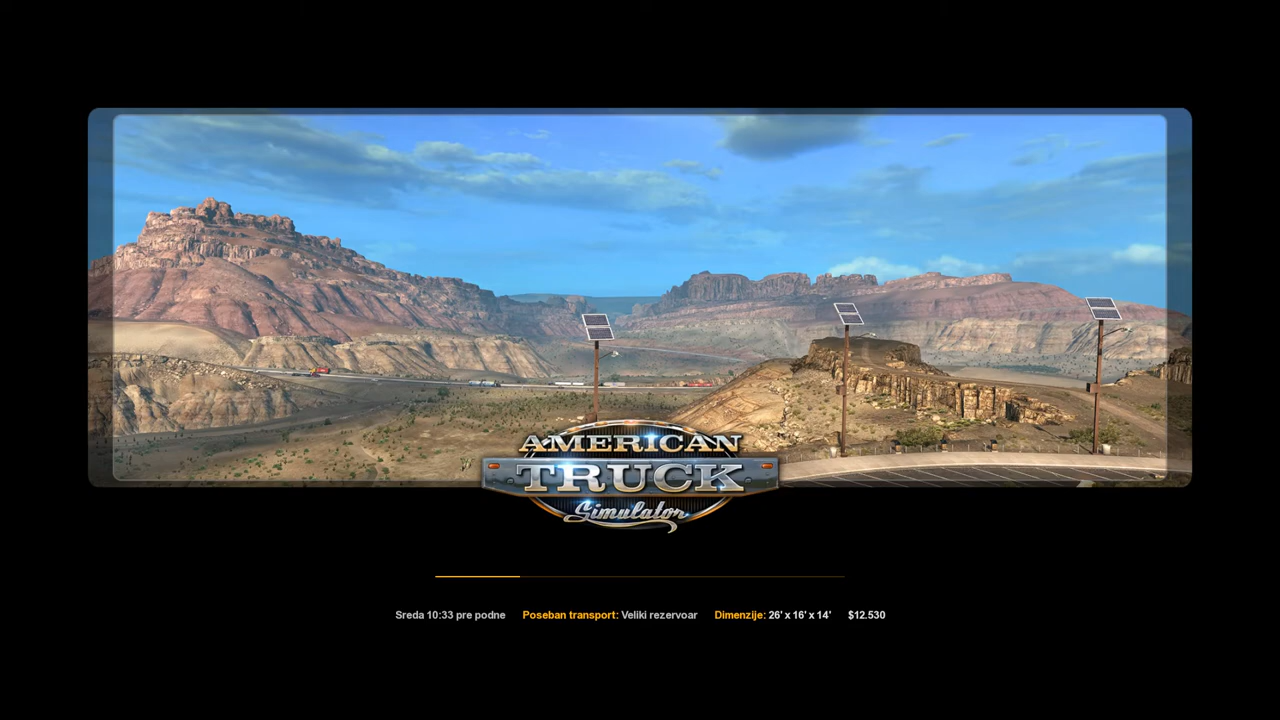 AMERICAN
TRUCK
Simulator
Sreda 10:33 pre podne Poseban transport: Veliki rezervoar Dimenzije: 26' x 16' x 14' $12.530